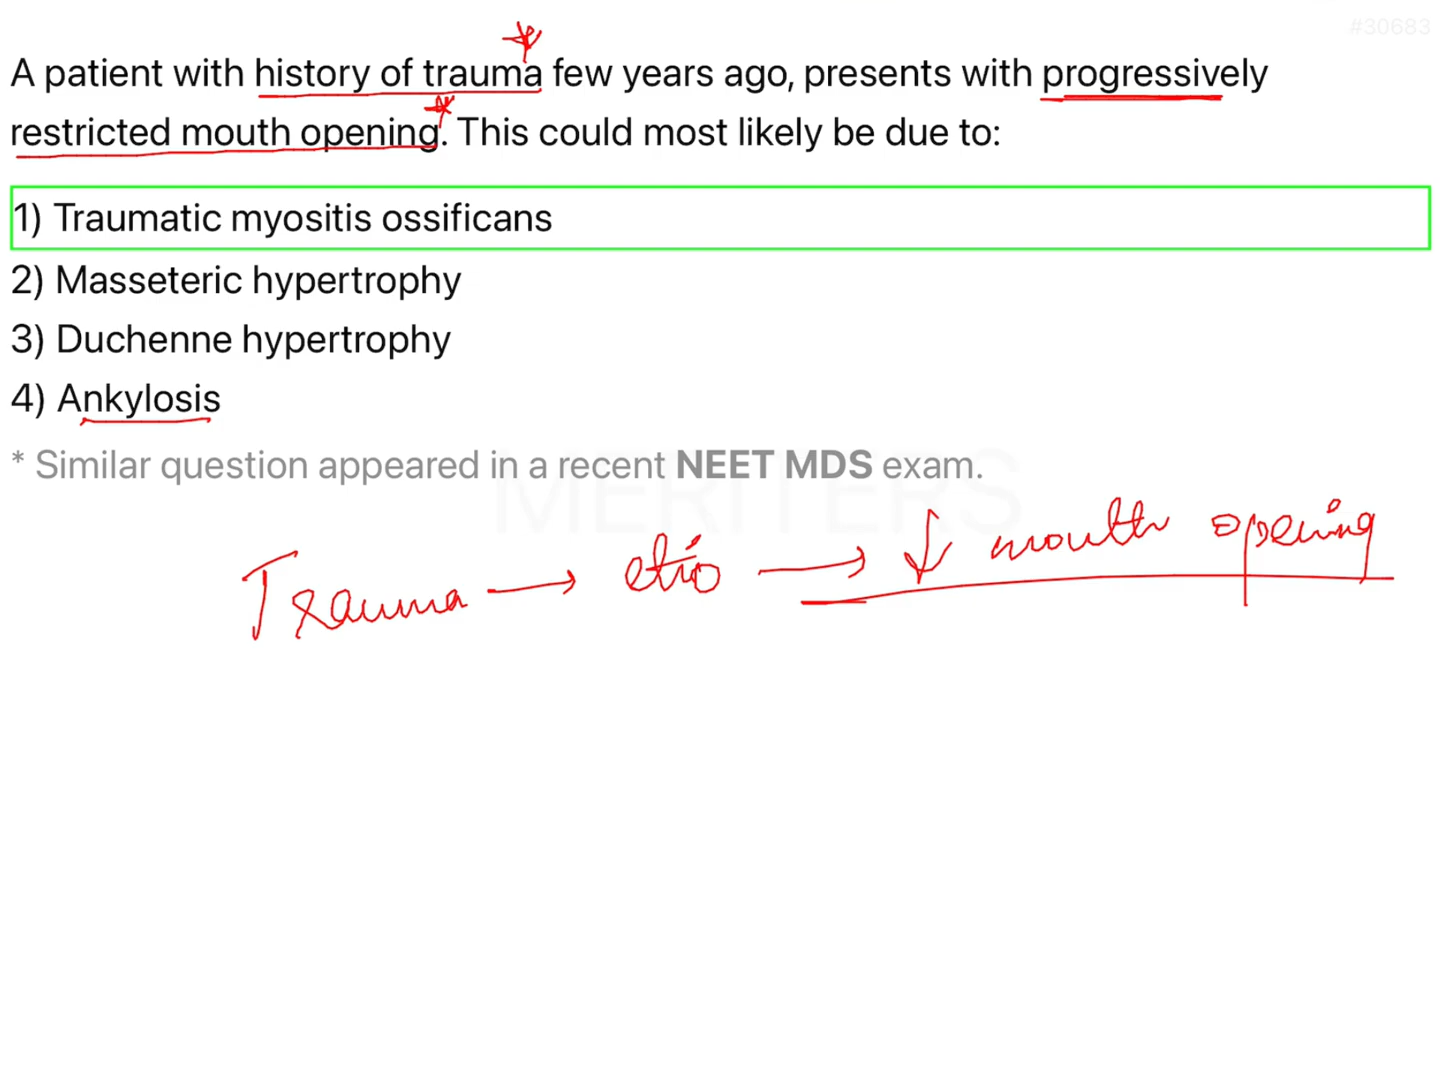 #30683
A patient with history of trauma few years ago, presents with progressively
restricted mouth opening. This could most likely be due to:
1) Traumatic myositis ossificans
2) Masseteric hypertrophy
3) Duchenne hypertrophy
4) Ankylosis
* Similar question appeared in a recent NEET MDS exam.
MERITERS
Trauma → etio → ↓ mouth opening